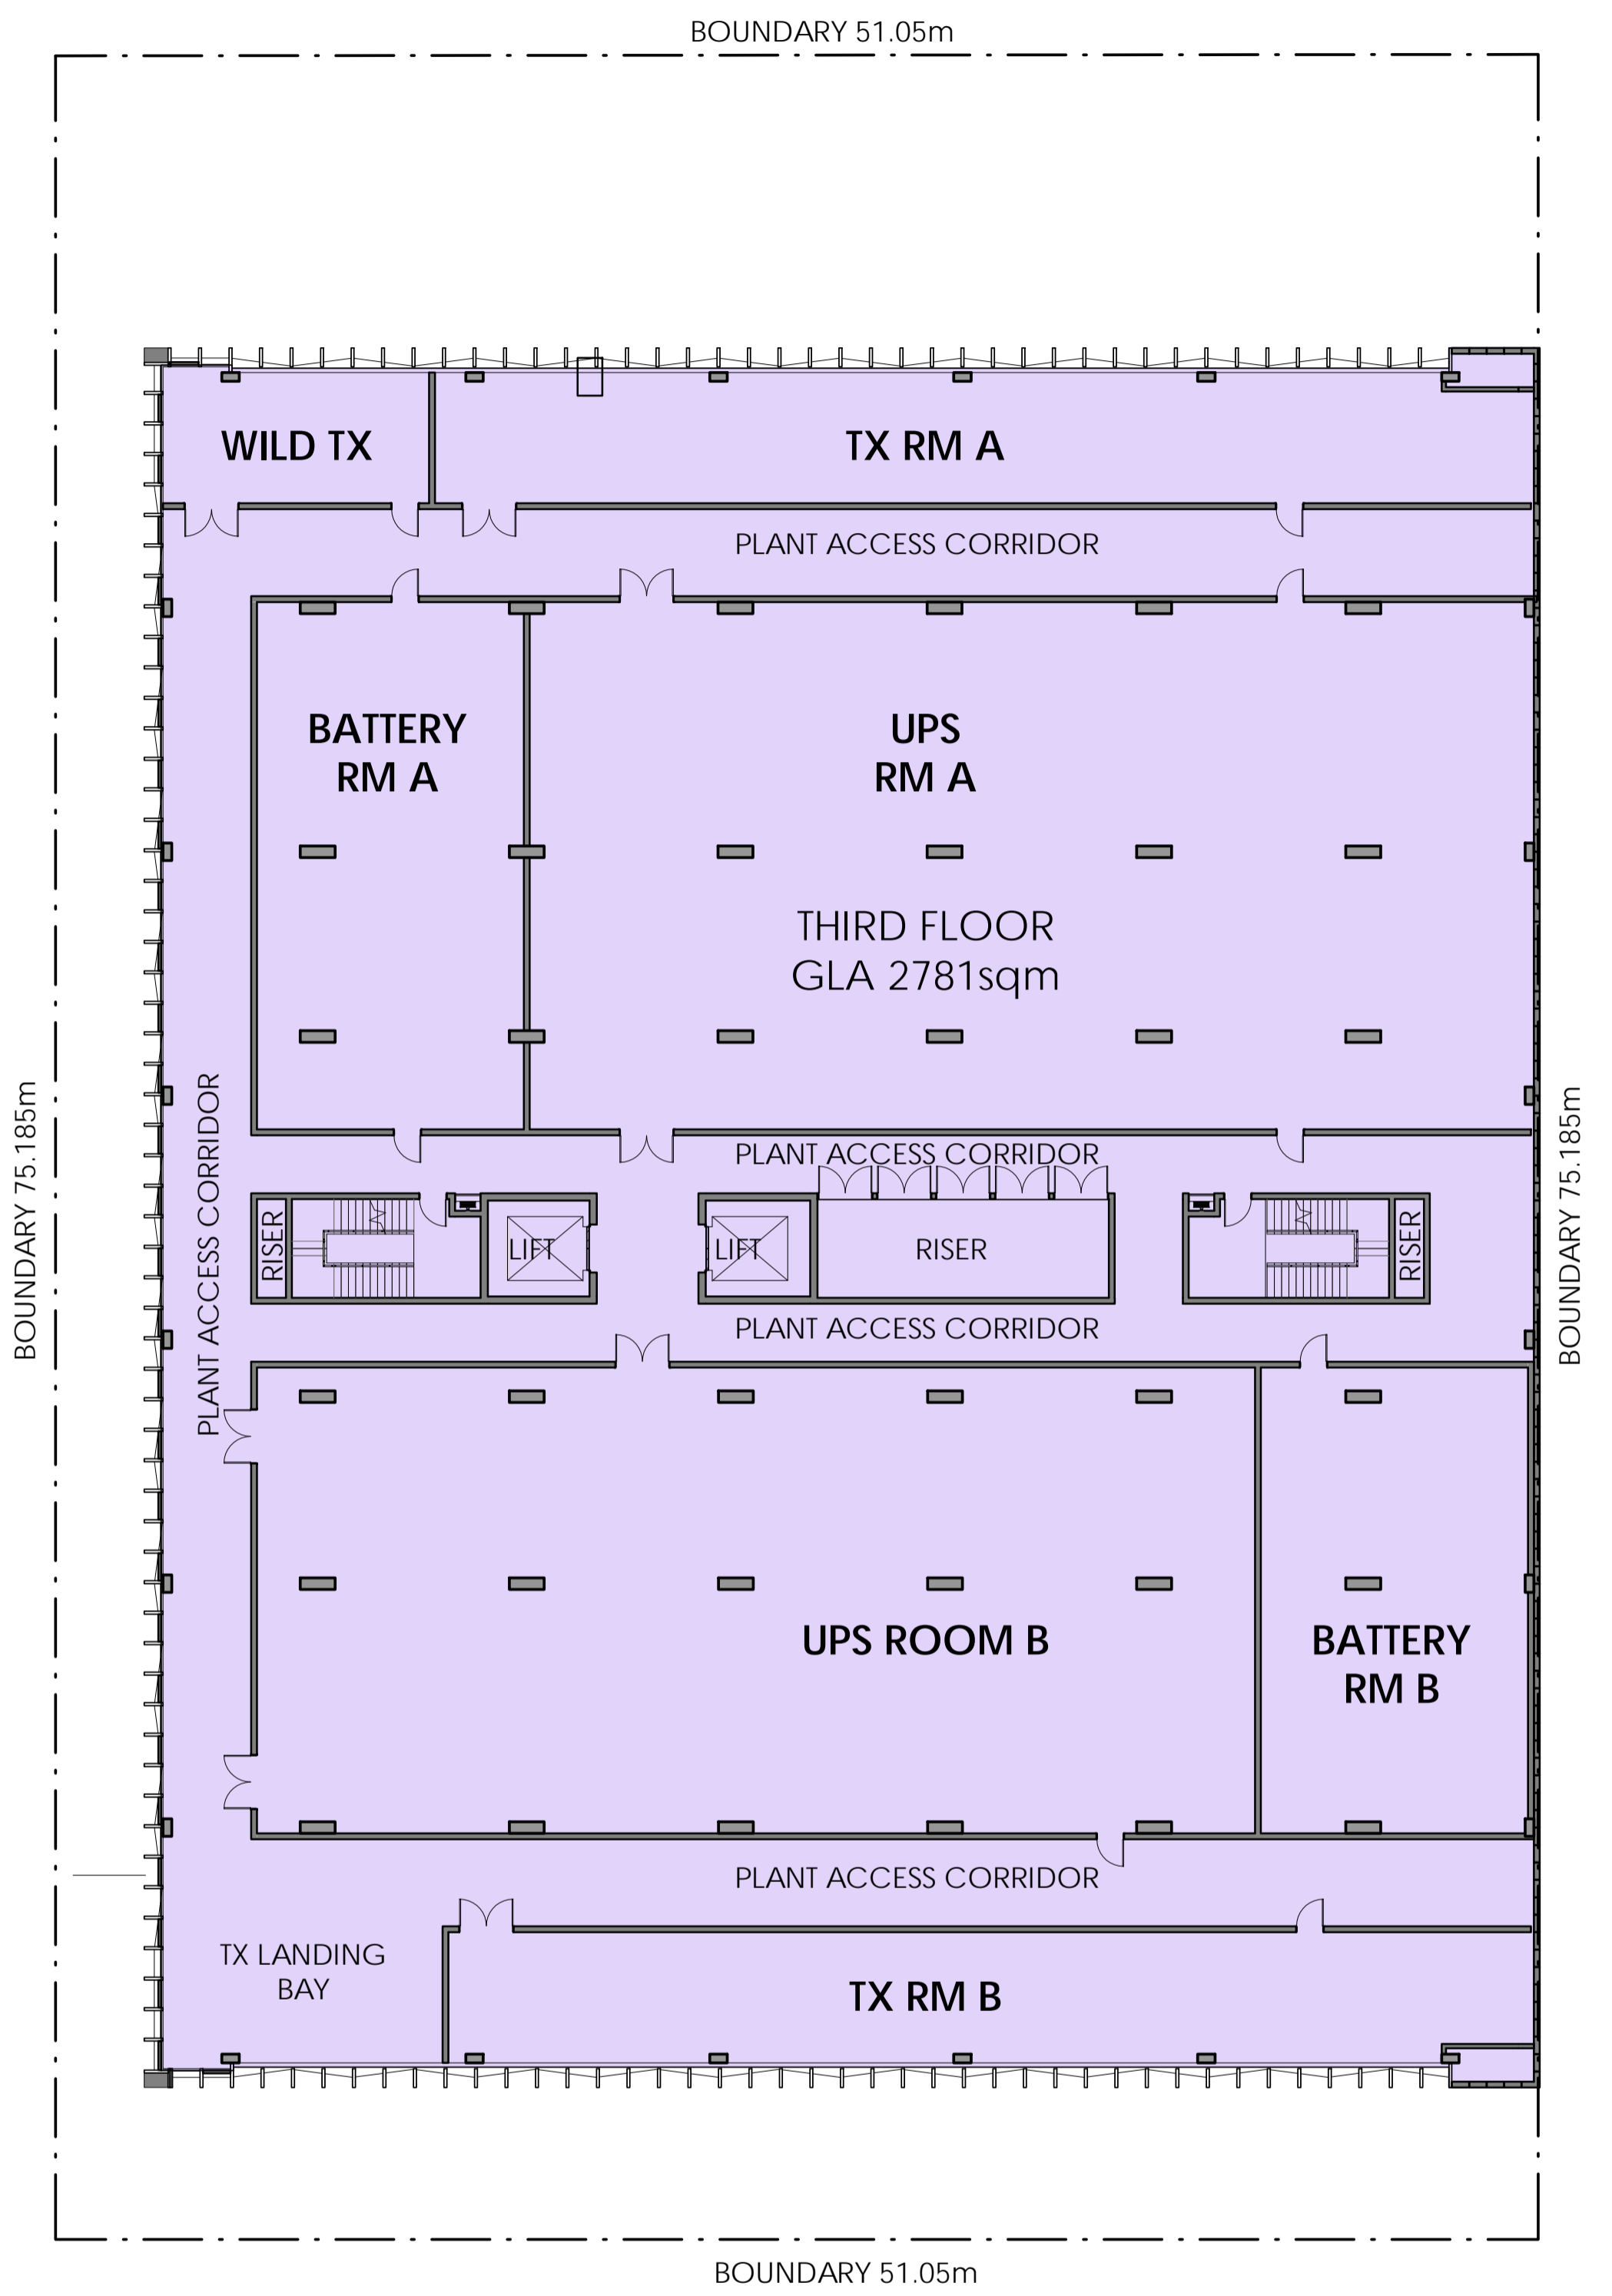 BOUNDARY 51.05m
WILD TX
TX RM A
PLANT ACCESS CORRIDOR
BATTERY
RM A
UPS
RM A
THIRD FLOOR
GLA 2781sqm
BOUNDARY 75.185m
PLANT ACCESS CORRIDOR
BOUNDARY 75.185m
PLANT ACCESS CORRIDOR
RISER
LIFT
LIFT
RISER
RISER
PLANT ACCESS CORRIDOR
UPS ROOM B
BATTERY
RM B
PLANT ACCESS CORRIDOR
TX LANDING
BAY
TX RM B
BOUNDARY 51.05m